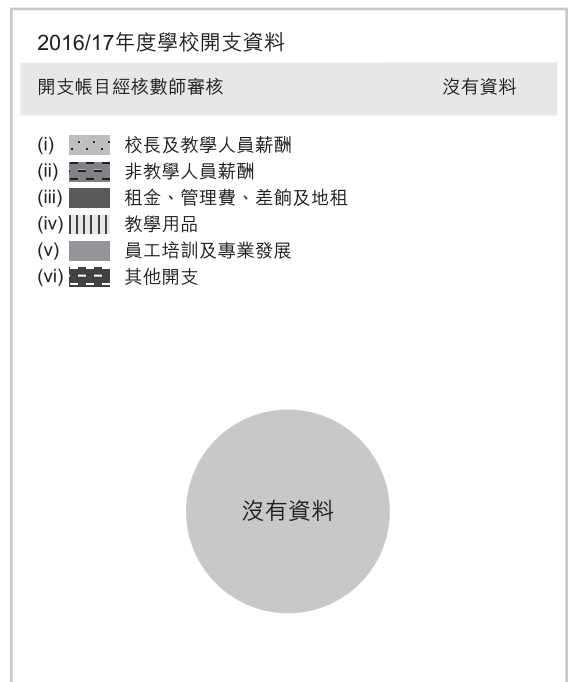 2016/17年度學校開支資料
開支帳目經核數師審核 沒有資料
(i) 校長及教學人員薪酬
(ii) 非教學人員薪酬
(iii) 租金、管理費、差餉及地租
(iv) 教學用品
(v) 員工培訓及專業發展
(vi) 其他開支
沒有資料